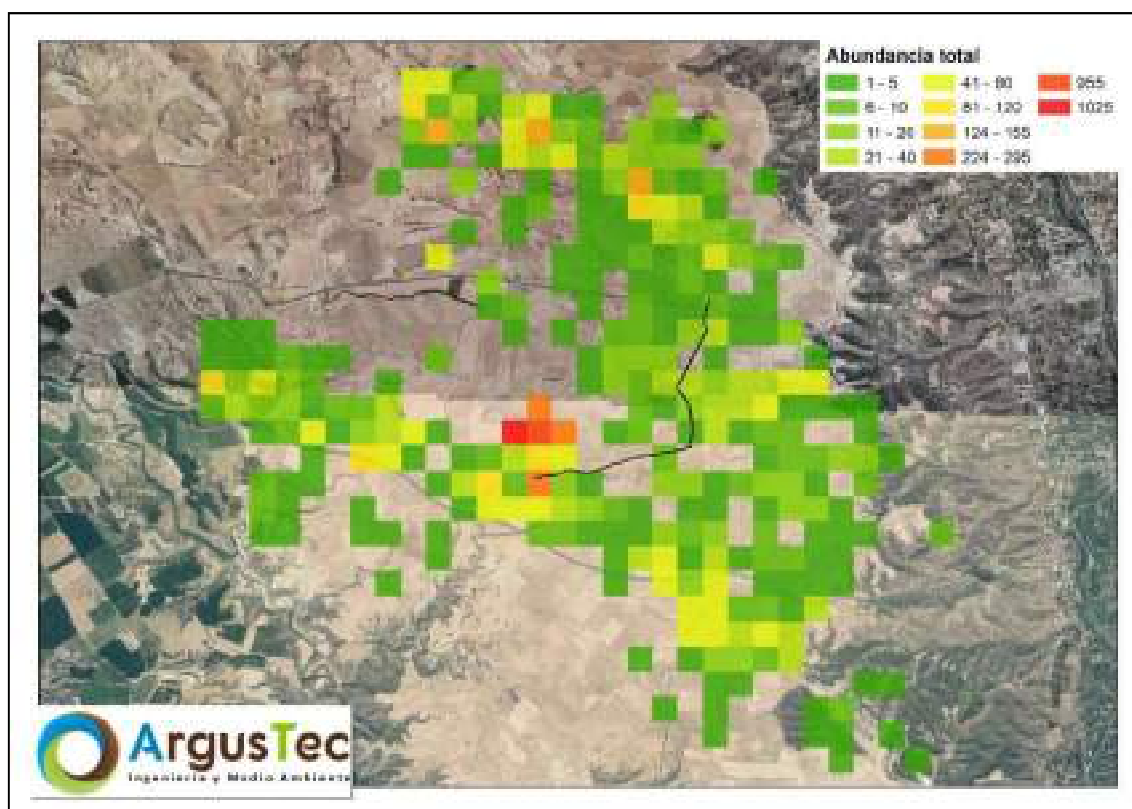 Abundancia total
1 - 5
6 - 10
11 - 20
21 - 40
41 - 80
81 - 120
124 - 155
224 - 295
955
1025
ArgusTec
Ingeniería y Medio Ambiente